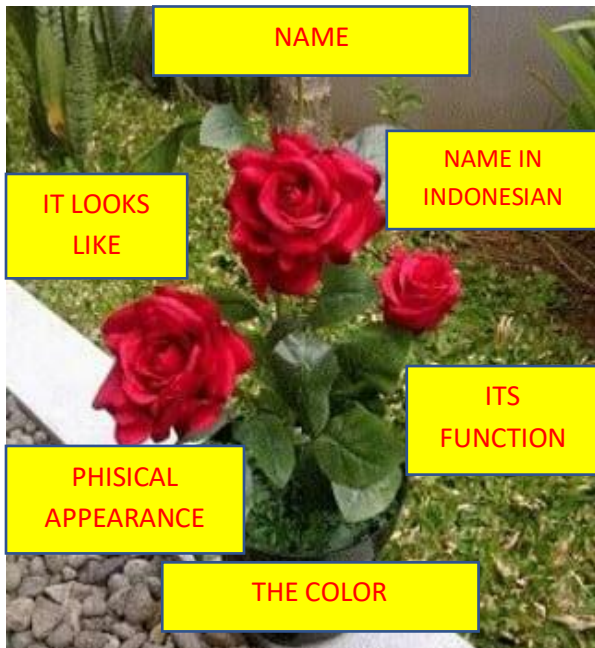 NAME
NAME IN
INDONESIAN
IT LOOKS
LIKE
ITS
FUNCTION
PHISICAL
APPEARANCE
THE COLOR